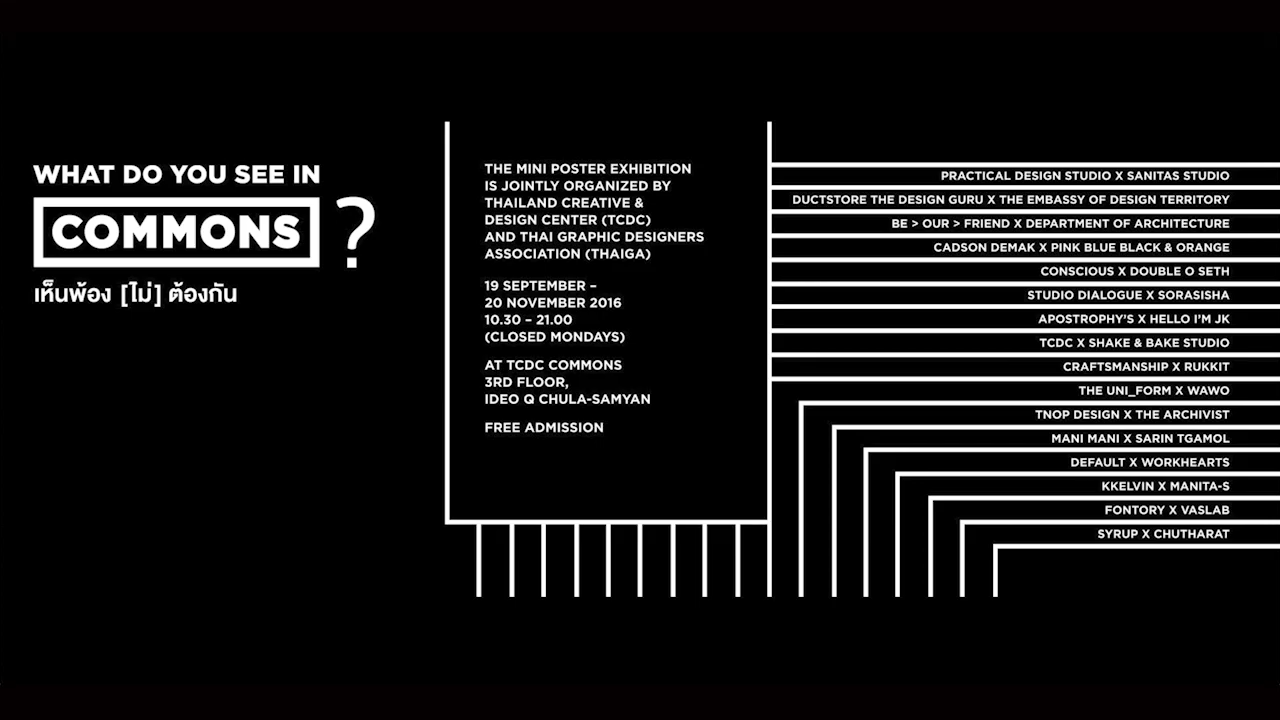 WHAT DO YOU SEE IN
COMMONS?
เห็นพ้อง [ไม่] ต้องกัน
THE MINI POSTER EXHIBITION
IS JOINTLY ORGANIZED BY
THAILAND CREATIVE &
DESIGN CENTER (TCDC)
AND THAI GRAPHIC DESIGNERS
ASSOCIATION (THAIGA)
19 SEPTEMBER –
20 NOVEMBER 2016
10.30 – 21.00
(CLOSED MONDAYS)
AT TCDC COMMONS
3RD FLOOR,
IDEO Q CHULA-SAMYAN
FREE ADMISSION
PRACTICAL DESIGN STUDIO X SANITAS STUDIO
DUCTSTORE THE DESIGN GURU X THE EMBASSY OF DESIGN TERRITORY
BE > OUR > FRIEND X DEPARTMENT OF ARCHITECTURE
CADSON DEMAK X PINK BLUE BLACK & ORANGE
CONSCIOUS X DOUBLE O SETH
STUDIO DIALOGUE X SORASISHA
APOSTROPHY'S X HELLO I'M JK
TCDC X SHAKE & BAKE STUDIO
CRAFTSMANSHIP X RUKKIT
THE UNI_FORM X WAWO
TNOP DESIGN X THE ARCHIVIST
MANI MANI X SARIN TGAMOL
DEFAULT X WORKHEARTS
KKELVIN X MANITA-S
FONTORY X VASLAB
SYRUP X CHUTHARAT